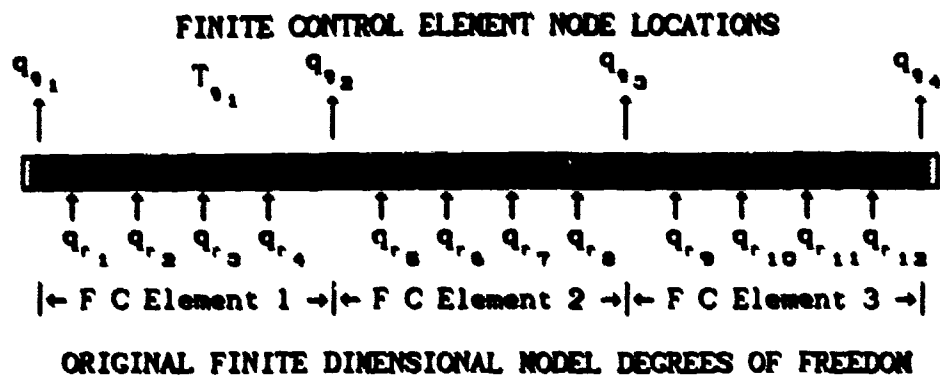 FINITE CONTROL ELEMENT NODE LOCATIONS
q_e1 T_e1 q_e2 q_e3 q_e4
q_r1 q_r2 q_r3 q_r4 q_r5 q_r6 q_r7 q_r8 q_r9 q_r10 q_r11 q_r12
|← F C Element 1 →|← F C Element 2 →|← F C Element 3 →|
ORIGINAL FINITE DIMENSIONAL MODEL DEGREES OF FREEDOM